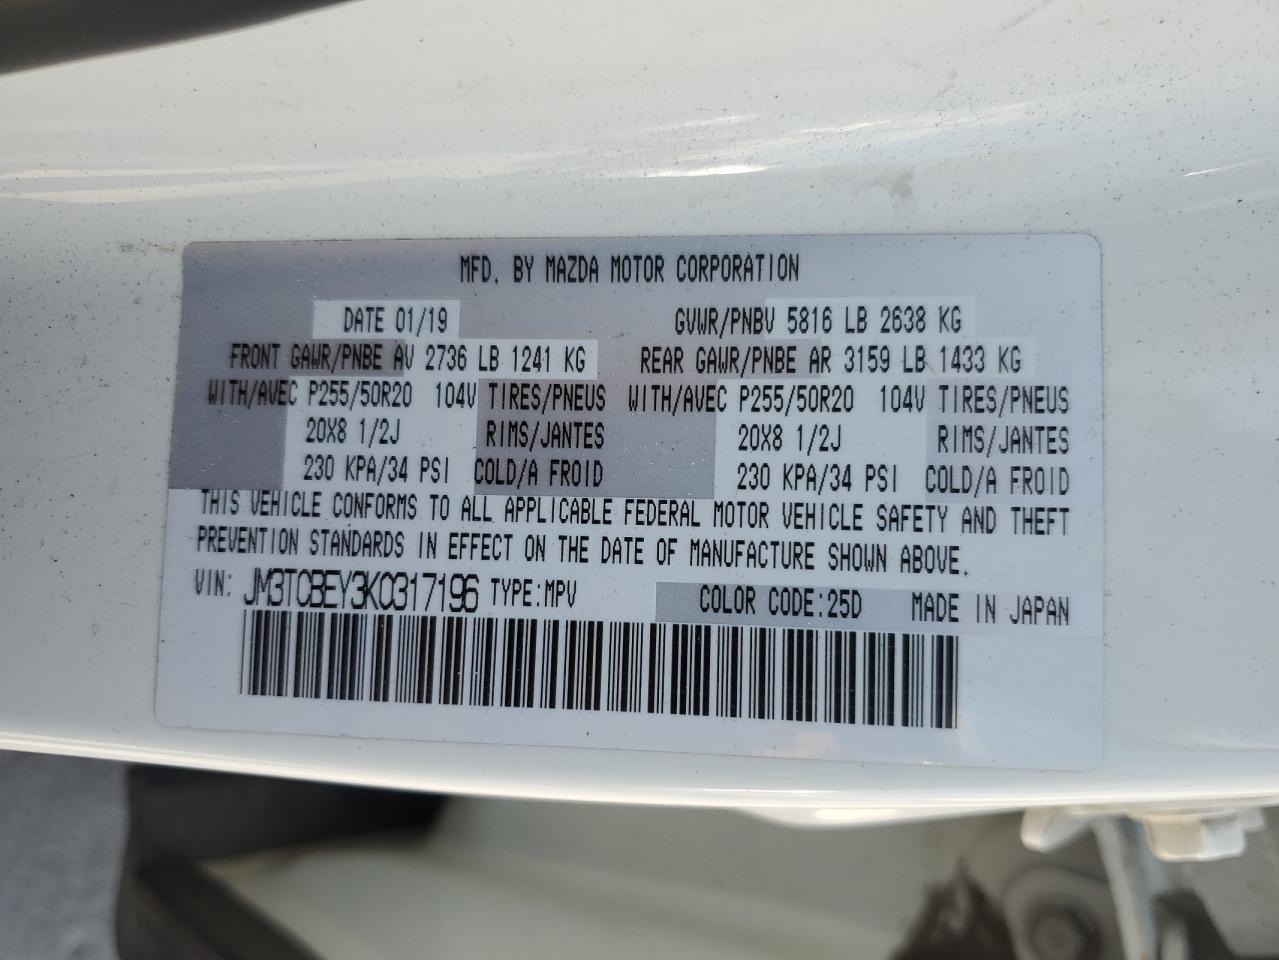 MFD. BY MAZDA MOTOR CORPORATION
DATE 01/19 GVWR/PNBV 5816 LB 2638 KG
FRONT GAWR/PNBE AV 2736 LB 1241 KG REAR GAWR/PNBE AR 3159 LB 1433 KG
WITH/AVEC P255/50R20 104V TIRES/PNEUS WITH/AVEC P255/50R20 104V TIRES/PNEUS
20X8 1/2J RIMS/JANTES 20X8 1/2J RIMS/JANTES
230 KPA/34 PSI COLD/A FROID 230 KPA/34 PSI COLD/A FROID
THIS VEHICLE CONFORMS TO ALL APPLICABLE FEDERAL MOTOR VEHICLE SAFETY AND THEFT
PREVENTION STANDARDS IN EFFECT ON THE DATE OF MANUFACTURE SHOWN ABOVE.
VIN: JM3TCBEY3K0317196 TYPE:MPV COLOR CODE:25D MADE IN JAPAN